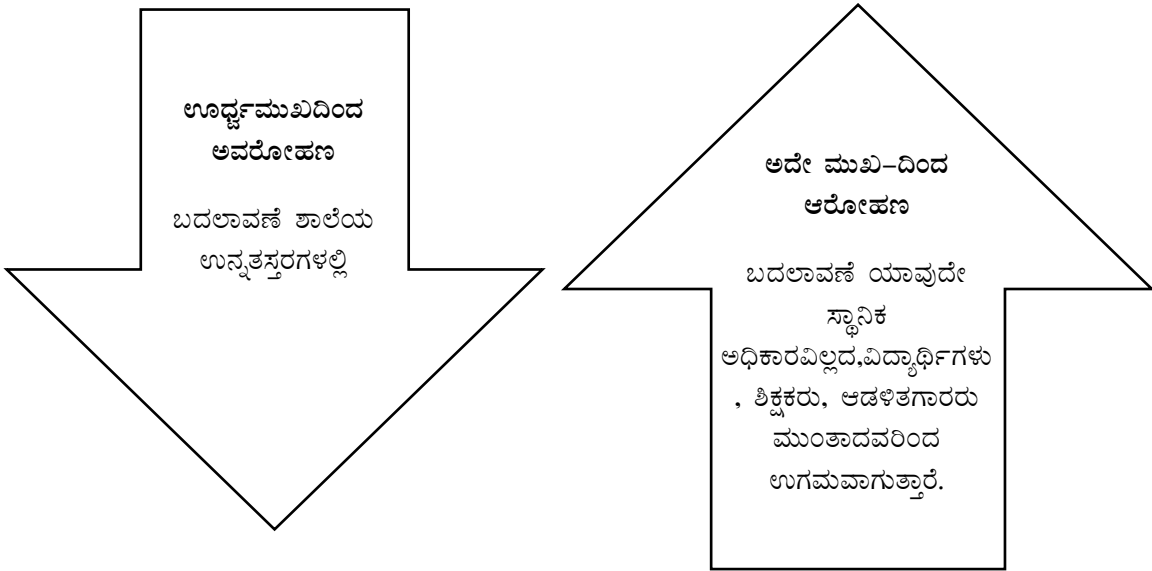 ಊರ್ಧ್ವಮುಖದಿಂದ
ಅವರೋಹಣ
ಬದಲಾವಣೆ ಶಾಲೆಯ
ಉನ್ನತಸ್ತರಗಳಲ್ಲಿ
ಅದೇ ಮುಖ–ದಿಂದ
ಆರೋಹಣ
ಬದಲಾವಣೆ ಯಾವುದೇ
ಸ್ಥಾನಿಕ
ಅಧಿಕಾರವಿಲ್ಲದ,ವಿದ್ಯಾರ್ಥಿಗಳು
, ಶಿಕ್ಷಕರು, ಆಡಳಿತಗಾರರು
ಮುಂತಾದವರಿಂದ
ಉಗಮವಾಗುತ್ತಾರೆ.